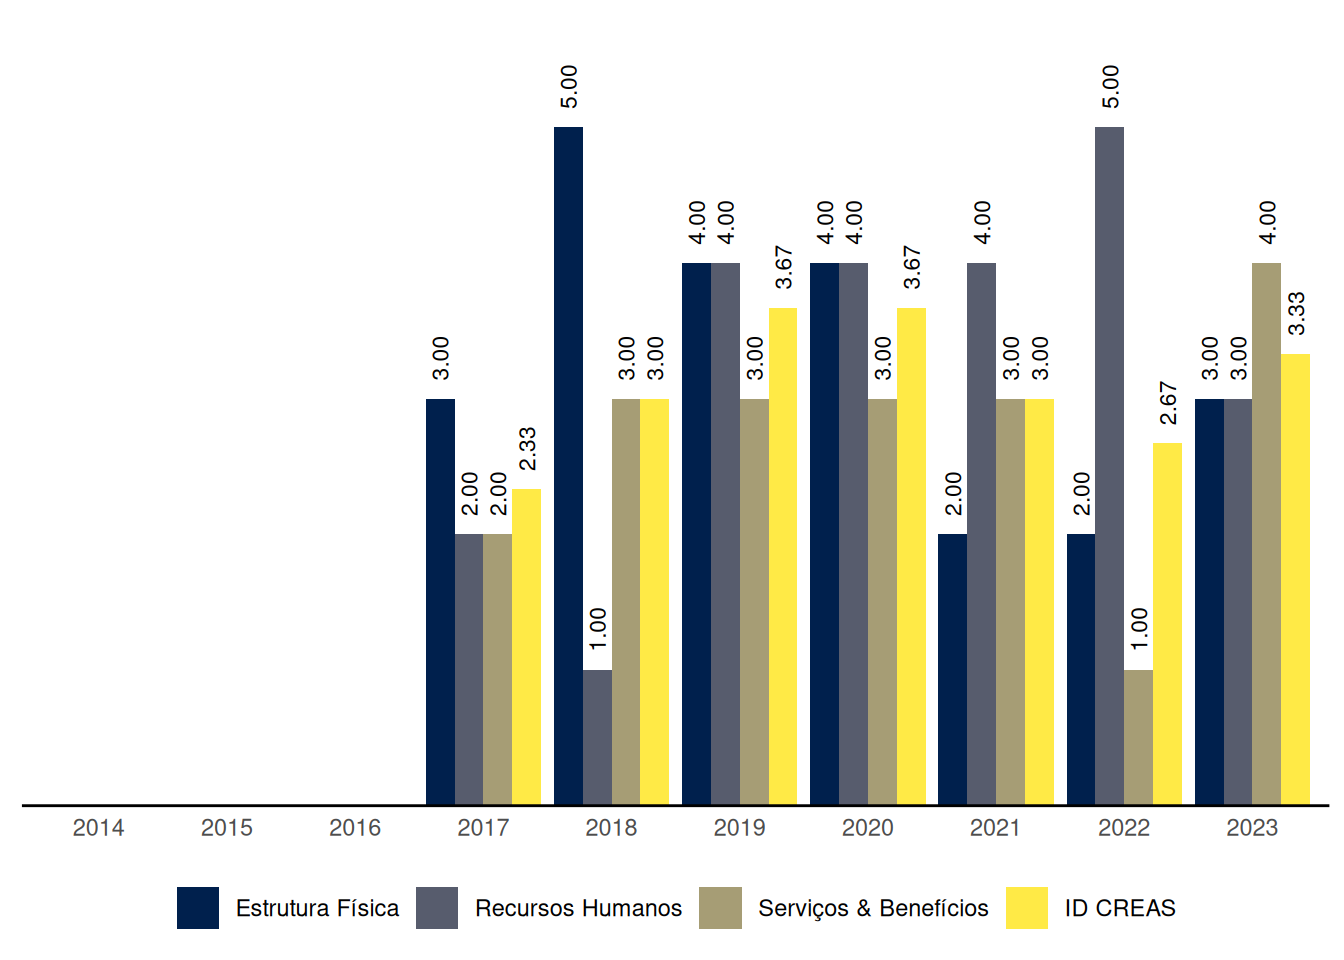 5.00 5.00
4.00 4.00 4.00 4.00 4.00 4.00
3.67 3.67
3.33
3.00 3.00 3.00 3.00 3.00 3.00 3.00 3.00 3.00
2.67
2.33
2.00 2.00 2.00 2.00
1.00 1.00
2014 2015 2016 2017 2018 2019 2020 2021 2022 2023
Estrutura Física Recursos Humanos Serviços & Benefícios ID CREAS